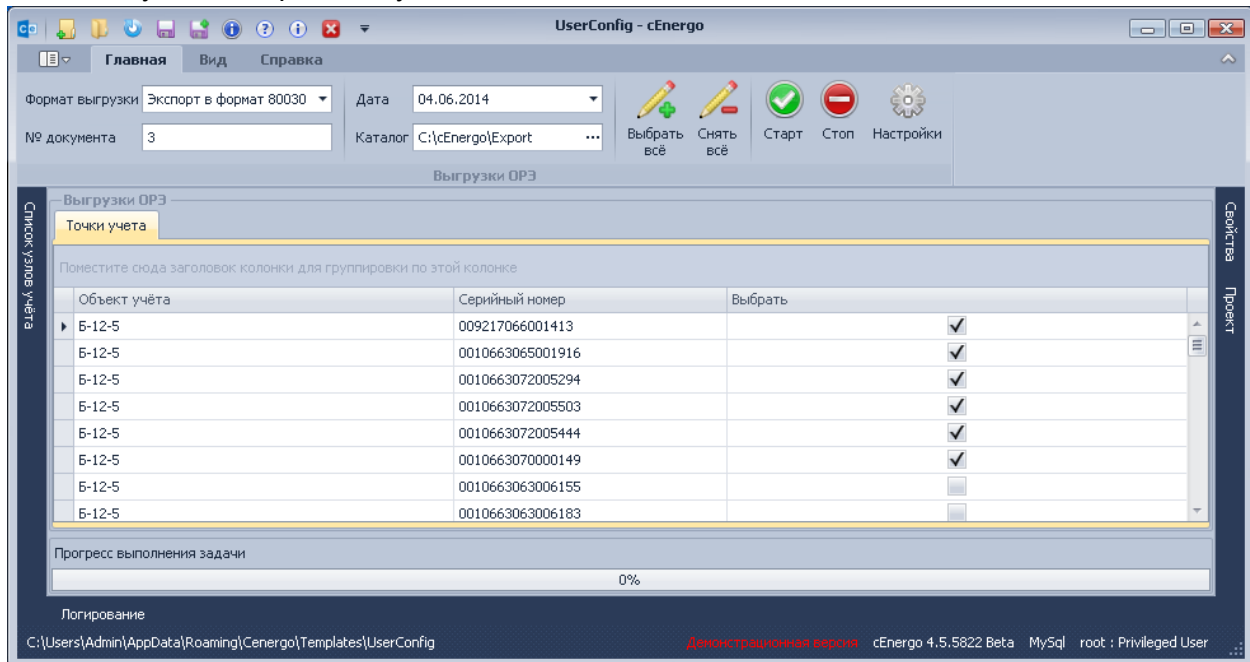 UserConfig - cEnergo
Главная Вид Справка
Формат выгрузки Экспорт в формат 80030 Дата 04.06.2014
№ документа 3 Каталог C:\cEnergo\Export ...
Выбрать всё Снять всё Старт Стоп Настройки
Выгрузки ОРЭ
Список узлов учёта
Свойства
Проект
Выгрузки ОРЭ
Точки учета
Поместите сюда заголовок колонки для группировки по этой колонке
Объект учёта Серийный номер Выбрать
Б-12-5 009217066001413
Б-12-5 0010663065001916
Б-12-5 0010663072005294
Б-12-5 0010663072005503
Б-12-5 0010663072005444
Б-12-5 0010663070000149
Б-12-5 0010663063006155
Б-12-5 0010663063006183
Прогресс выполнения задачи
0%
Логирование
C:\Users\Admin\AppData\Roaming\Cenergo\Templates\UserConfig Демонстрационная версия cEnergo 4.5.5822 Beta MySql root : Privileged User